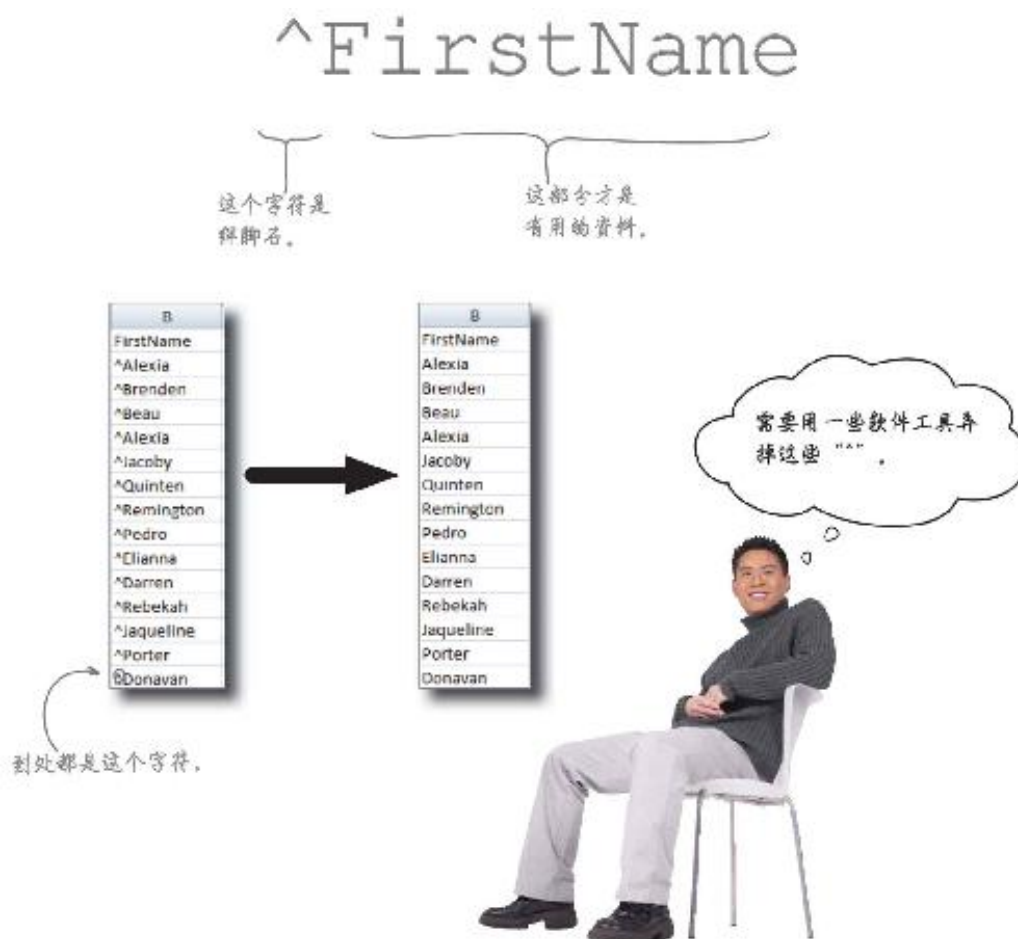 ^FirstName
这个字符是
绊脚石。
这部分才是
有用的资料。
B
FirstName
^Alexia
^Brenden
^Beau
^Alexia
^Jacoby
^Quinten
^Remington
^Pedro
^Elianna
^Darren
^Rebekah
^Jaqueline
^Porter
^Donavan
B
FirstName
Alexia
Brenden
Beau
Alexia
Jacoby
Quinten
Remington
Pedro
Elianna
Darren
Rebekah
Jaqueline
Porter
Donavan
需要用一些软件工具弄
掉这些 “^” 。
到处都是这个字符。